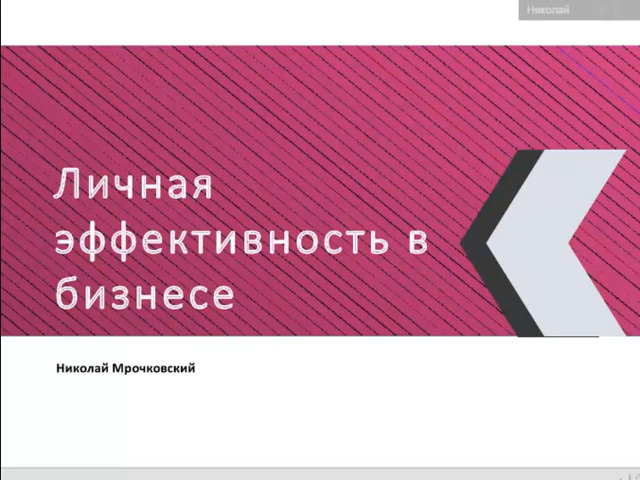 Николай
Личная
эффективность в
бизнесе
Николай Мрочковский